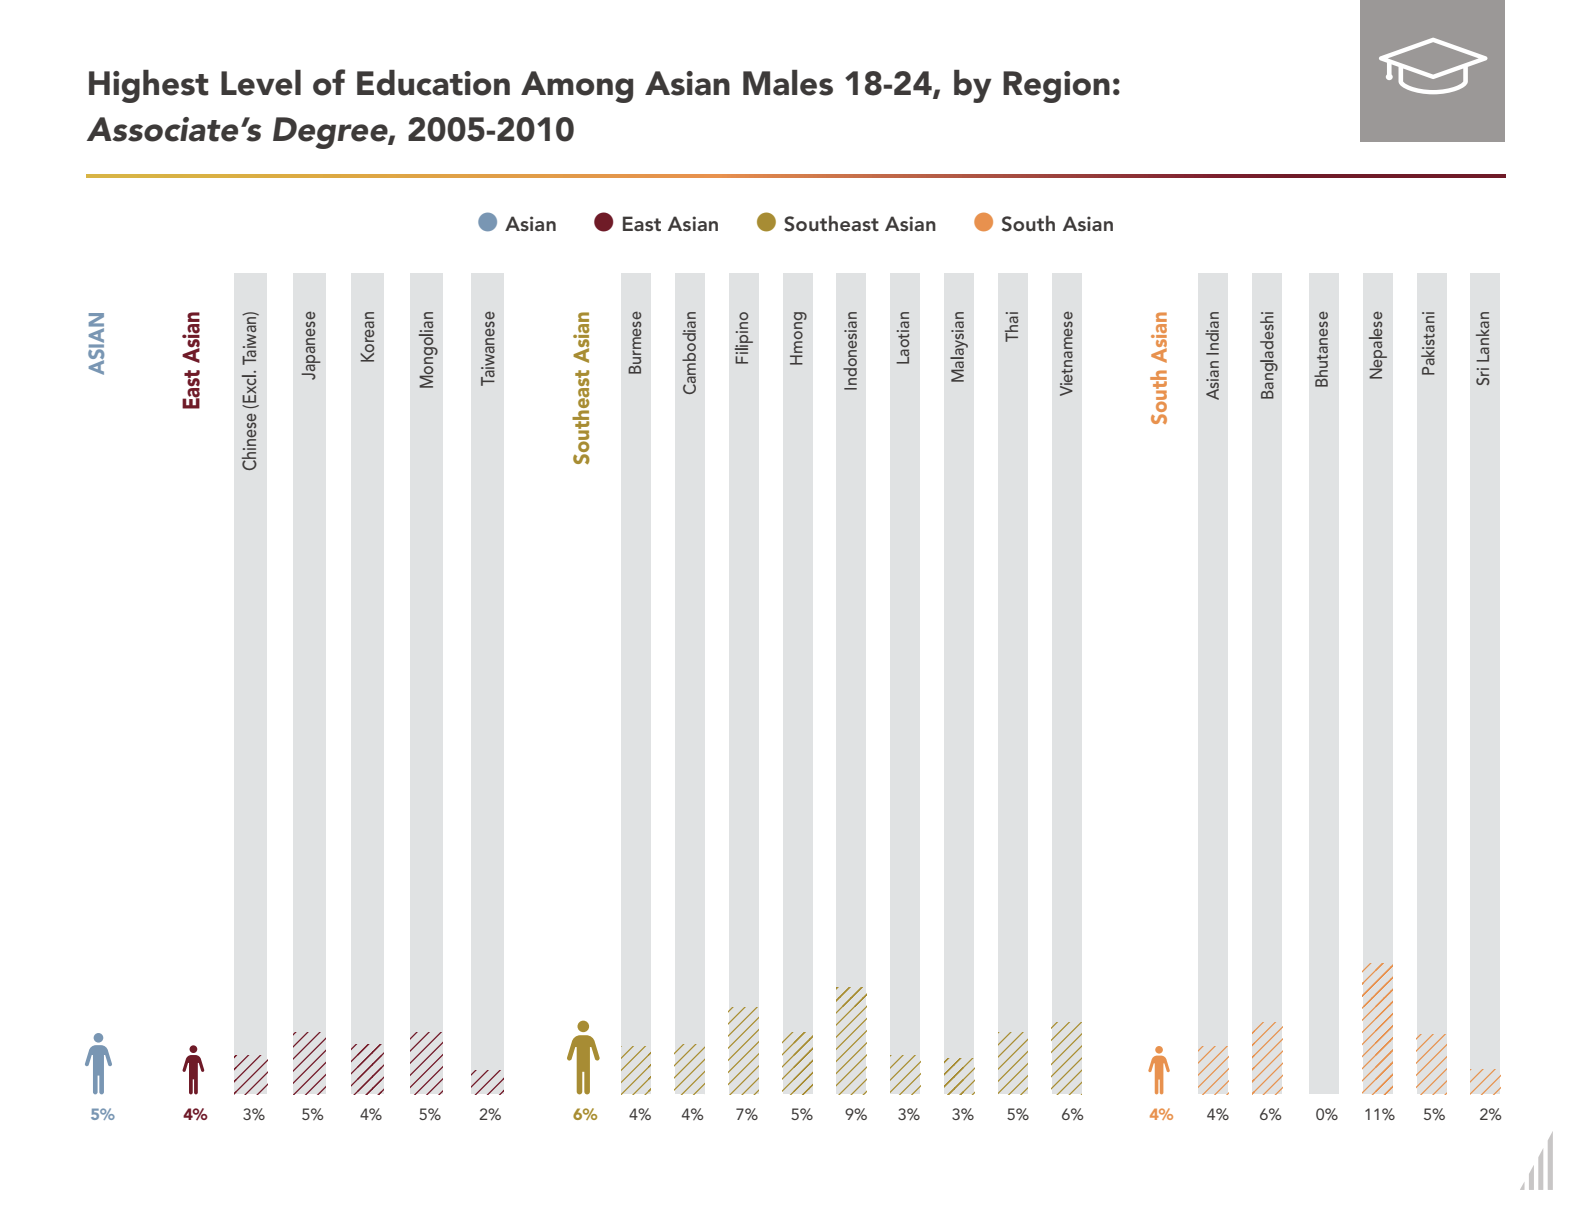 Highest Level of Education Among Asian Males 18-24, by Region:
Associate’s Degree, 2005-2010
Asian
East Asian
Southeast Asian
South Asian
ASIAN
East Asian
Chinese (Excl. Taiwan)
Japanese
Korean
Mongolian
Taiwanese
Southeast Asian
Burmese
Cambodian
Filipino
Hmong
Indonesian
Laotian
Malaysian
Thai
Vietnamese
South Asian
Asian Indian
Bangladeshi
Bhutanese
Nepalese
Pakistani
Sri Lankan
5%
4%
3%
5%
4%
5%
2%
6%
4%
4%
7%
5%
9%
3%
3%
5%
6%
4%
4%
6%
0%
11%
5%
2%